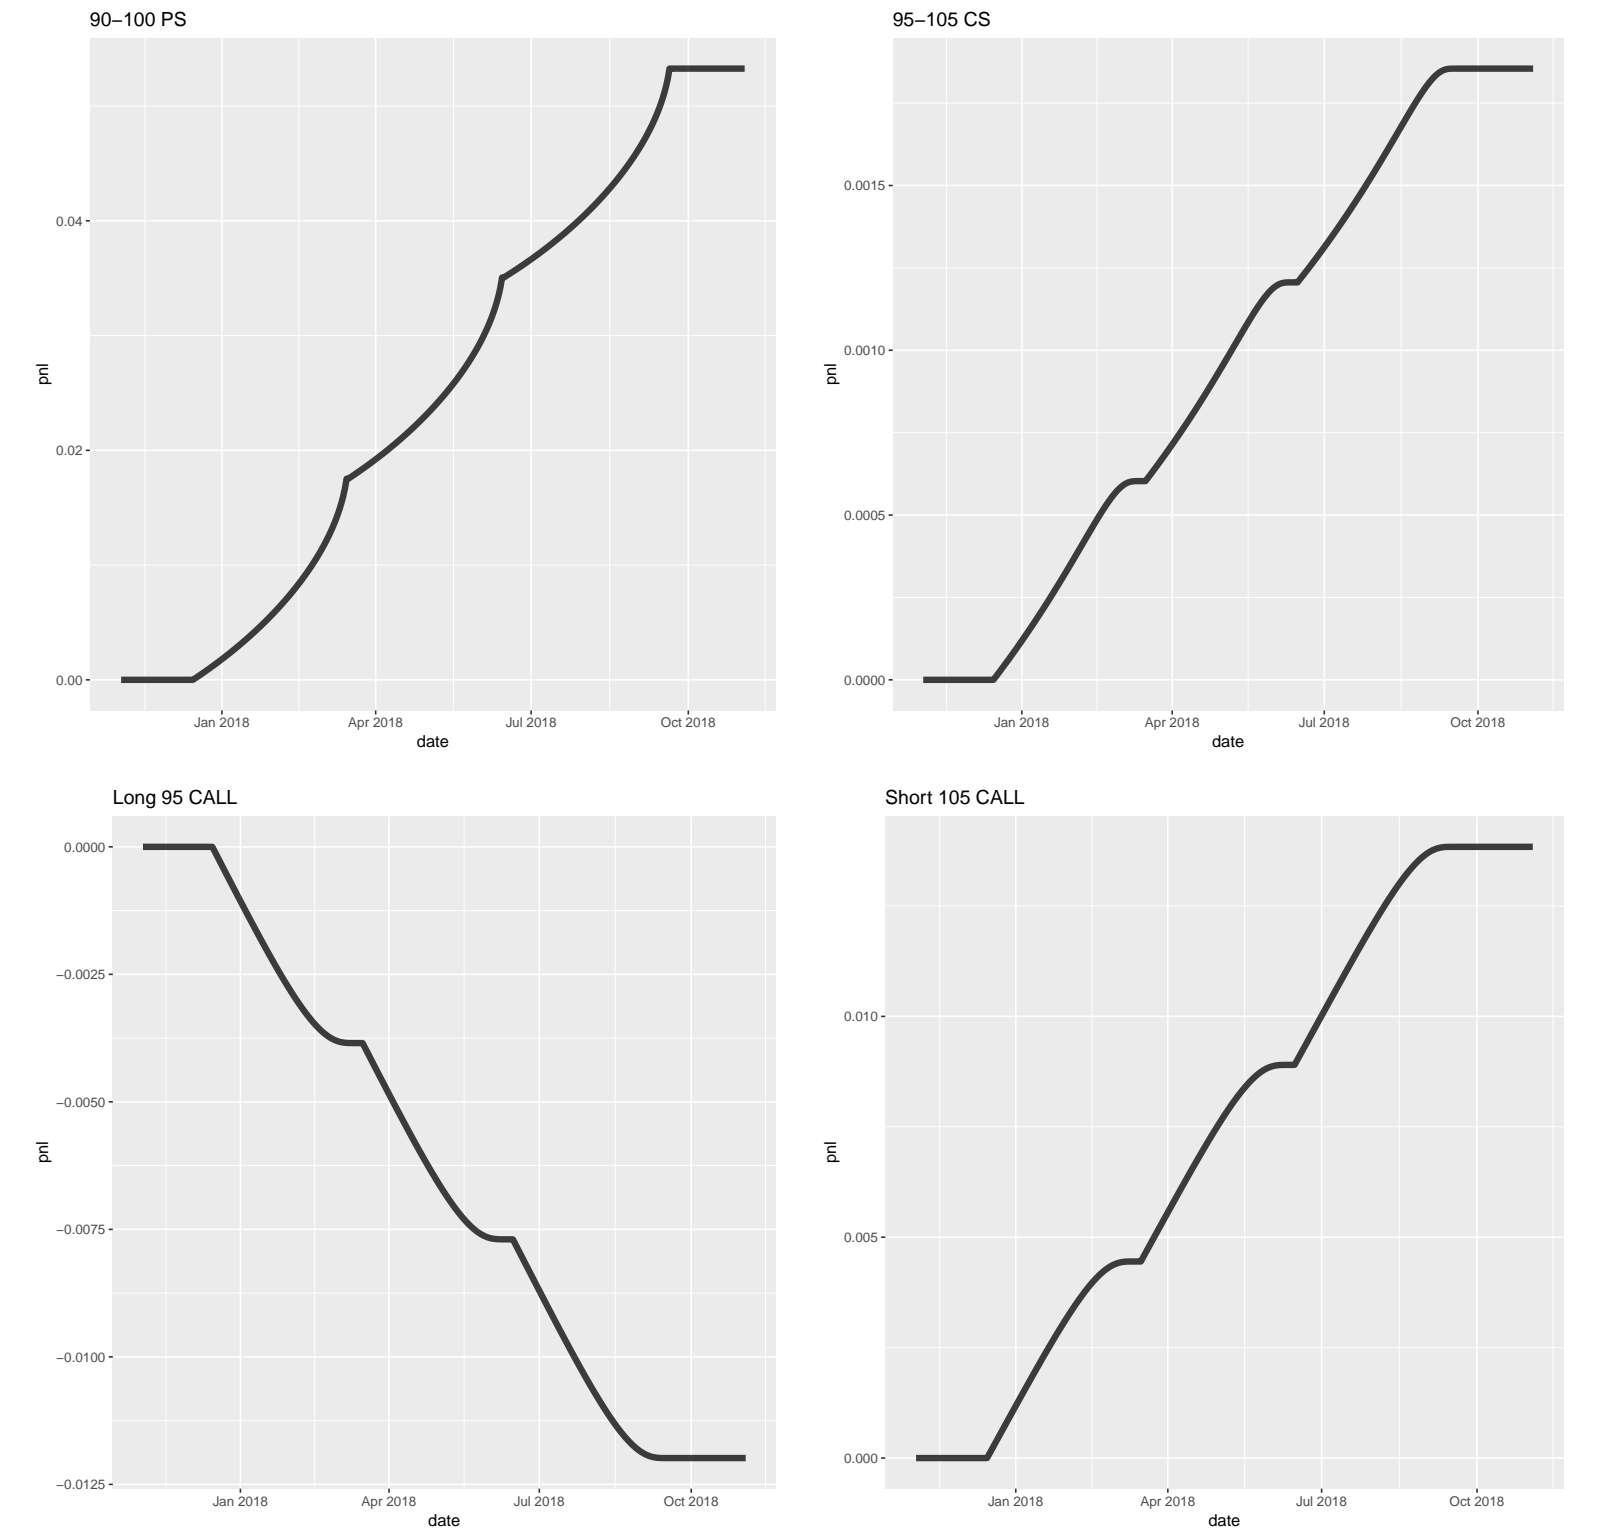 90–100 PS
0.04
0.02
0.00
pnl
Jan 2018 Apr 2018 Jul 2018 Oct 2018
date
95–105 CS
0.0015
0.0010
0.0005
0.0000
pnl
Jan 2018 Apr 2018 Jul 2018 Oct 2018
date
Long 95 CALL
0.0000
−0.0025
−0.0050
−0.0075
−0.0100
−0.0125
pnl
Jan 2018 Apr 2018 Jul 2018 Oct 2018
date
Short 105 CALL
0.010
0.005
0.000
pnl
Jan 2018 Apr 2018 Jul 2018 Oct 2018
date